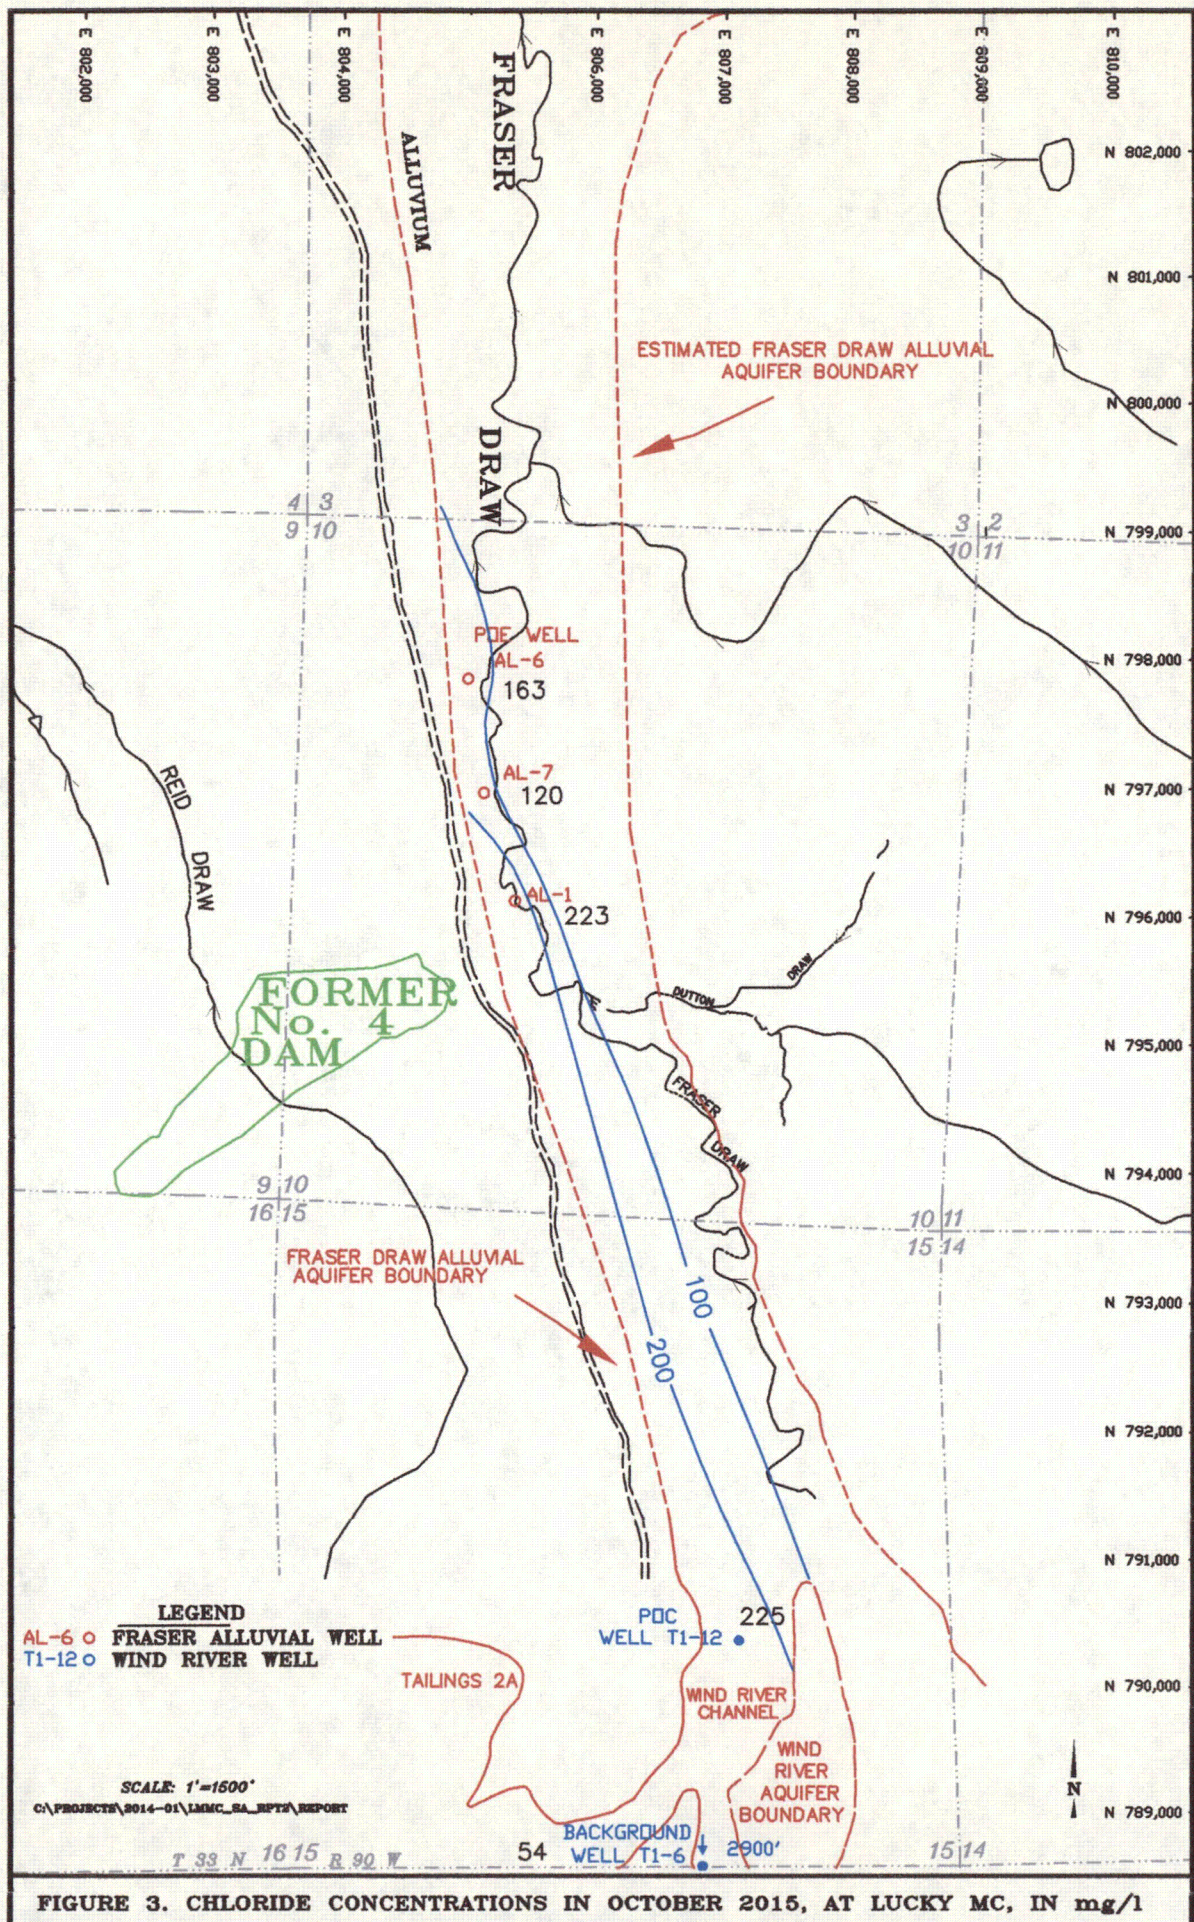 E 802,000
E 803,000
E 804,000
E 806,000
E 807,000
E 808,000
E 809,000
E 810,000
FRASER
DRAW
ALLUVIUM
N 802,000
N 801,000
ESTIMATED FRASER DRAW ALLUVIAL
AQUIFER BOUNDARY
N 800,000
4 3
9 10
3 2
10 11
N 799,000
POE WELL
AL-6
163
N 798,000
AL-7
120
N 797,000
REID
DRAW
AL-1
223
N 796,000
DUTTON
DRAW
FORMER
No. 4
DAM
N 795,000
FRASER
DRAW
N 794,000
9 10
16 15
10 11
15 14
FRASER DRAW ALLUVIAL
AQUIFER BOUNDARY
100
200
N 793,000
N 792,000
N 791,000
LEGEND
AL-6 FRASER ALLUVIAL WELL
T1-12 WIND RIVER WELL
POC
WELL T1-12
225
TAILINGS 2A
WIND RIVER
CHANNEL
N 790,000
WIND
RIVER
AQUIFER
BOUNDARY
N
SCALE: 1"=1500'
C:\PROJECTS\2014-01\LMMC_SA_RPTS\REPORT
N 789,000
54
BACKGROUND
WELL T1-6
2900'
T 33 N 16 15 R 90 W
15 14
FIGURE 3. CHLORIDE CONCENTRATIONS IN OCTOBER 2015, AT LUCKY MC, IN mg/l